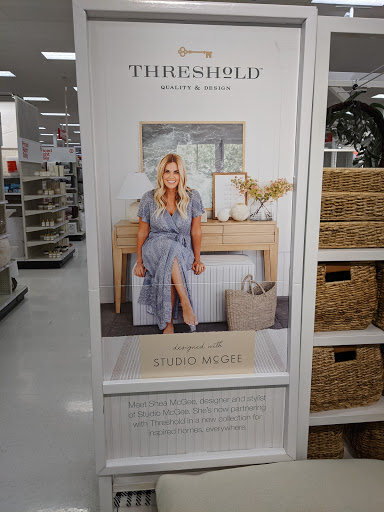 THRESHOLD™
QUALITY & DESIGN
designed with
STUDIO McGEE
Meet Shea McGee, designer and stylist
of Studio McGee. She's now partnering
with Threshold in a new collection for
inspired homes, everywhere.